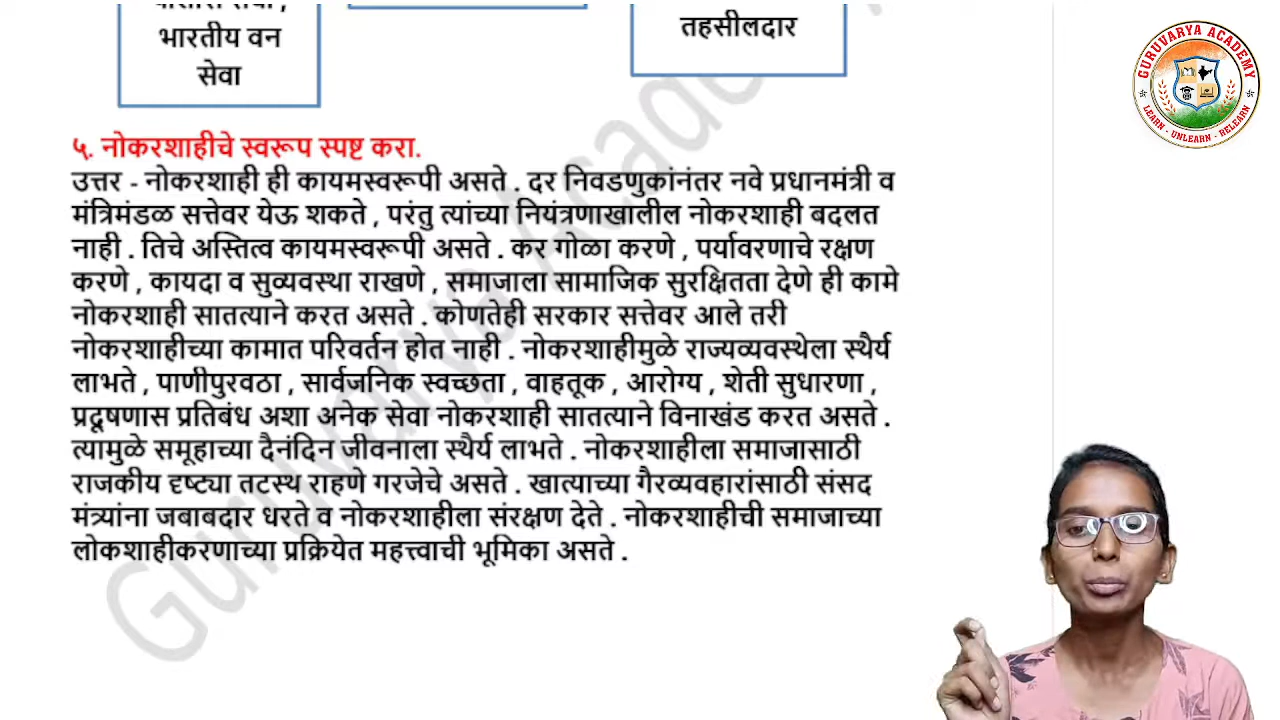 सेवा ,
भारतीय वन
सेवा
तहसीलदार
GURUVARYA ACADEMY
LEARN - UNLEARN - RELEARN
५. नोकरशाहीचे स्वरूप स्पष्ट करा.
उत्तर - नोकरशाही ही कायमस्वरूपी असते . दर निवडणुकांनंतर नवे प्रधानमंत्री व
मंत्रिमंडळ सत्तेवर येऊ शकते , परंतु त्यांच्या नियंत्रणाखालील नोकरशाही बदलत
नाही . तिचे अस्तित्व कायमस्वरूपी असते . कर गोळा करणे , पर्यावरणाचे रक्षण
करणे , कायदा व सुव्यवस्था राखणे , समाजाला सामाजिक सुरक्षितता देणे ही कामे
नोकरशाही सातत्याने करत असते . कोणतेही सरकार सत्तेवर आले तरी
नोकरशाहीच्या कामात परिवर्तन होत नाही . नोकरशाहीमुळे राज्यव्यवस्थेला स्थैर्य
लाभते , पाणीपुरवठा , सार्वजनिक स्वच्छता , वाहतूक , आरोग्य , शेती सुधारणा ,
प्रदूषणास प्रतिबंध अशा अनेक सेवा नोकरशाही सातत्याने विनाखंड करत असते .
त्यामुळे समूहाच्या दैनंदिन जीवनाला स्थैर्य लाभते . नोकरशाहीला समाजासाठी
राजकीय दृष्ट्या तटस्थ राहणे गरजेचे असते . खात्याच्या गैरव्यवहारांसाठी संसद
मंत्र्यांना जबाबदार धरते व नोकरशाहीला संरक्षण देते . नोकरशाहीची समाजाच्या
लोकशाहीकरणाच्या प्रक्रियेत महत्त्वाची भूमिका असते .
Guruvarya Academy